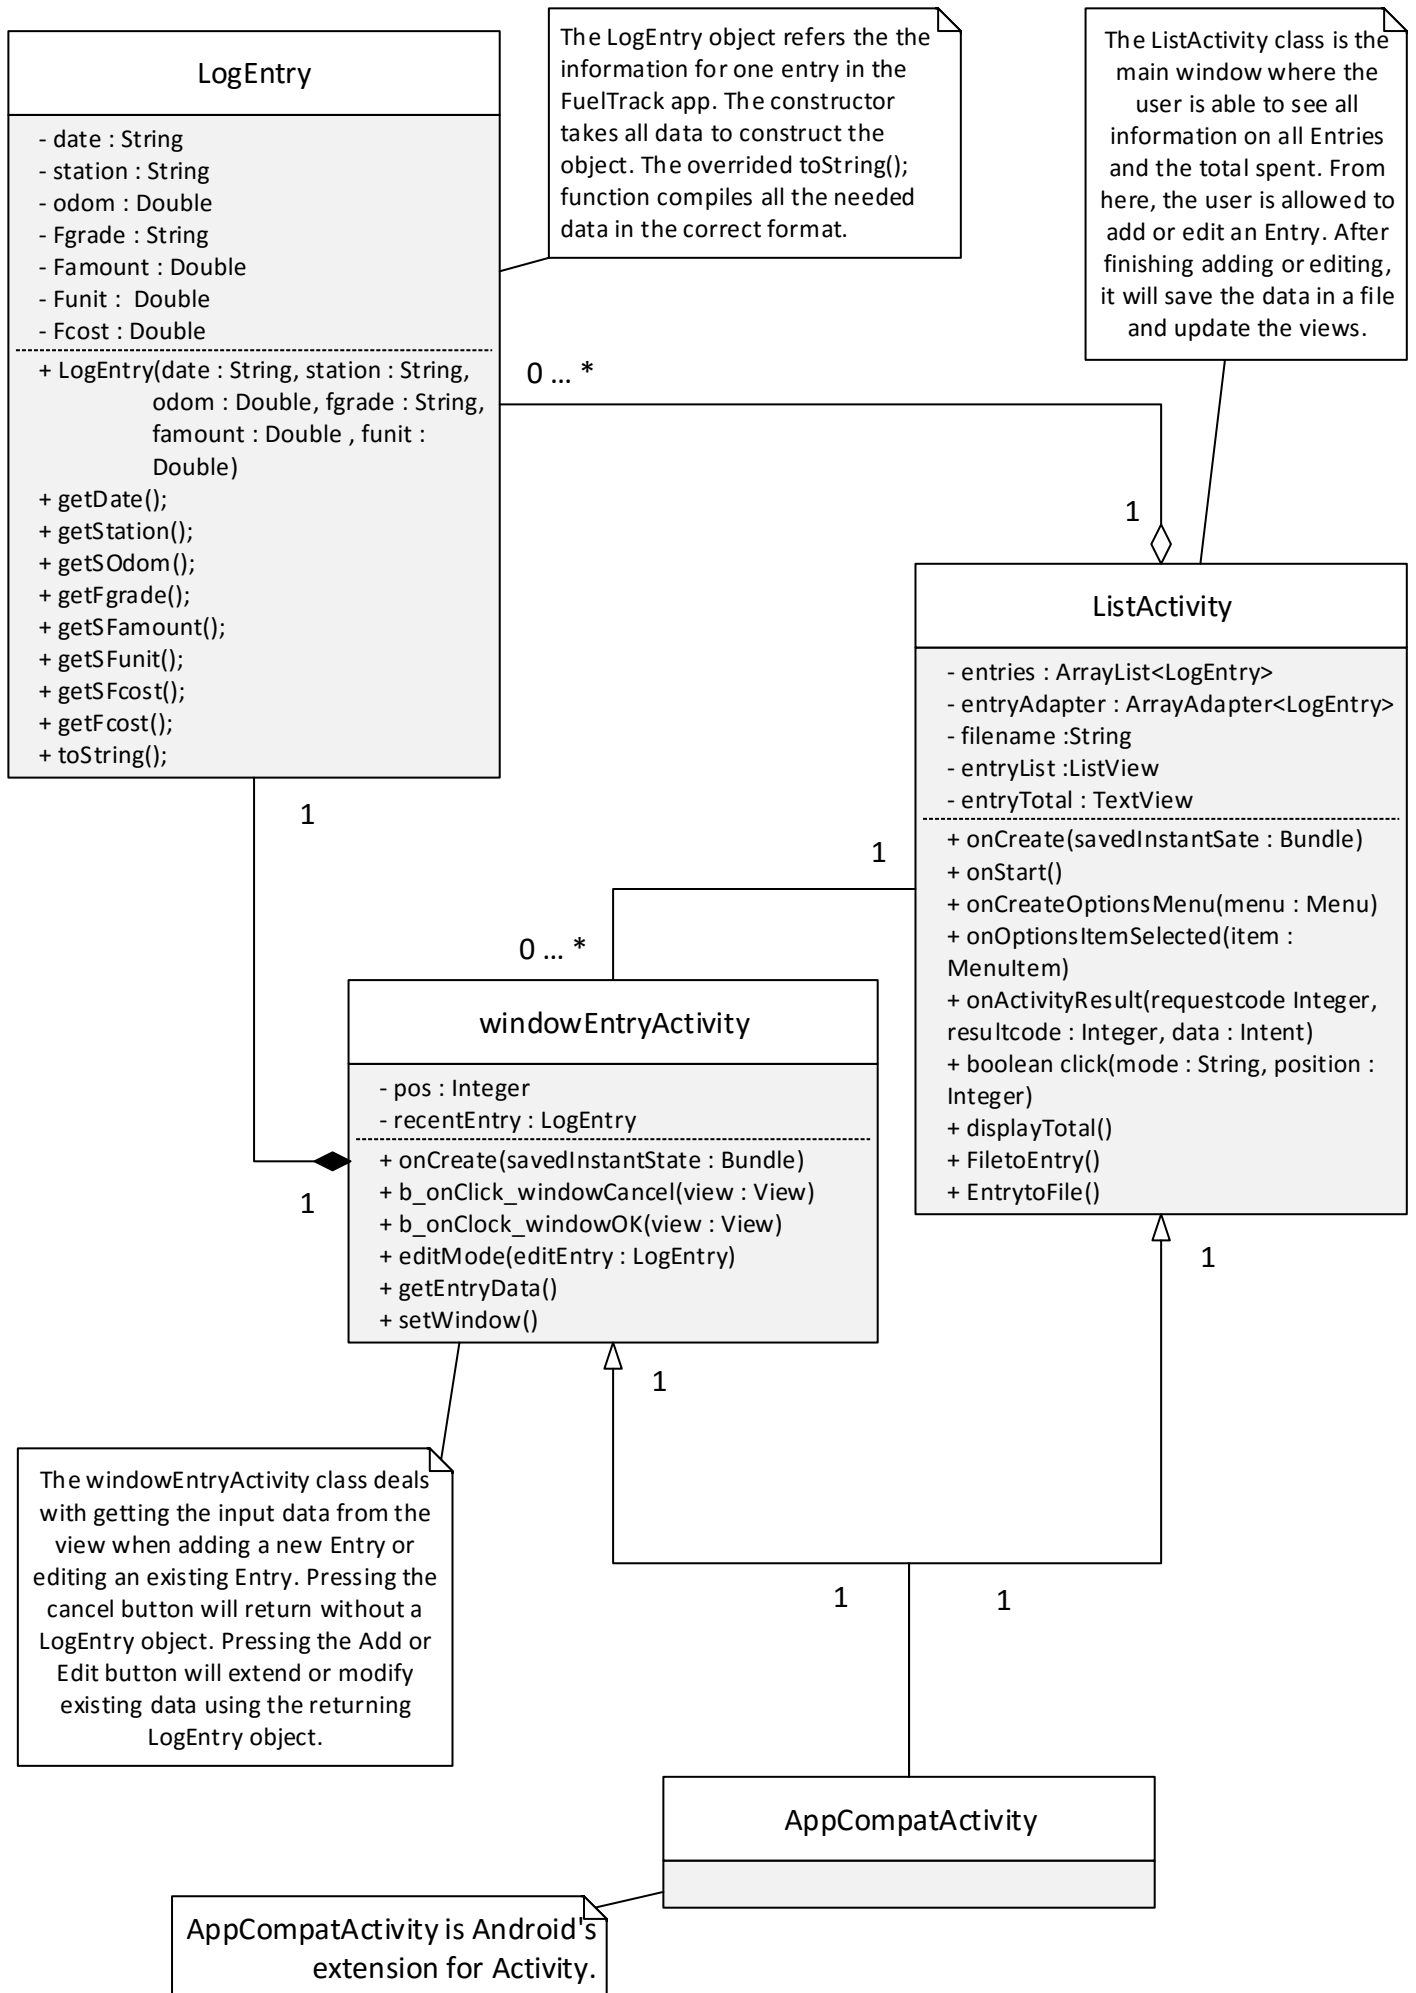 LogEntry
- date : String
- station : String
- odom : Double
- Fgrade : String
- Famount : Double
- Funit :  Double
- Fcost : Double
+ LogEntry(date : String, station : String,
odom : Double, fgrade : String,
famount : Double , funit :
Double)
+ getDate();
+ getStation();
+ getSOdom();
+ getFgrade();
+ getSFamount();
+ getSFunit();
+ getSFcost();
+ getFcost();
+ toString();
The LogEntry object refers the the
information for one entry in the
FuelTrack app. The constructor
takes all data to construct the
object. The overrided toString();
function compiles all the needed
data in the correct format.
The ListActivity class is the
main window where the
user is able to see all
information on all Entries
and the total spent. From
here, the user is allowed to
add or edit an Entry. After
finishing adding or editing,
it will save the data in a file
and update the views.
0 ... *
1
ListActivity
- entries : ArrayList<LogEntry>
- entryAdapter : ArrayAdapter<LogEntry>
- filename :String
- entryList :ListView
- entryTotal : TextView
+ onCreate(savedInstantSate : Bundle)
+ onStart()
+ onCreateOptionsMenu(menu : Menu)
+ onOptionsItemSelected(item :
MenuItem)
+ onActivityResult(requestcode Integer,
resultcode : Integer, data : Intent)
+ boolean click(mode : String, position :
Integer)
+ displayTotal()
+ FiletoEntry()
+ EntrytoFile()
1
1
0 ... *
windowEntryActivity
- pos : Integer
- recentEntry : LogEntry
+ onCreate(savedInstantState : Bundle)
+ b_onClick_windowCancel(view : View)
+ b_onClock_windowOK(view : View)
+ editMode(editEntry : LogEntry)
+ getEntryData()
+ setWindow()
1
1
1
The windowEntryActivity class deals
with getting the input data from the
view when adding a new Entry or
editing an existing Entry. Pressing the
cancel button will return without a
LogEntry object. Pressing the Add or
Edit button will extend or modify
existing data using the returning
LogEntry object.
1
1
AppCompatActivity
AppCompatActivity is Android's
extension for Activity.